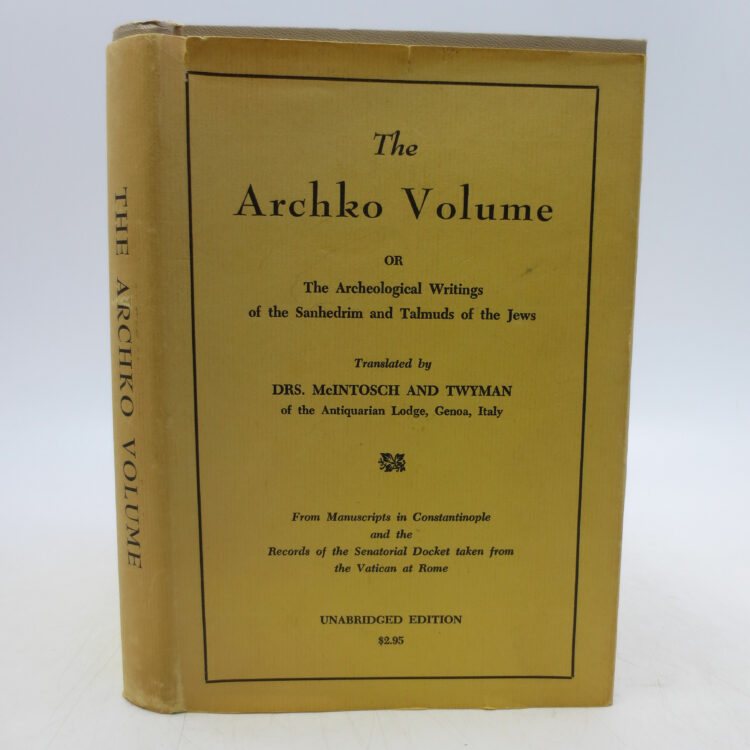 THE ARCHKO VOLUME
The
Archko Volume
OR
The Archeological Writings
of the Sanhedrim and Talmuds of the Jews
Translated by
DRS. McINTOSCH AND TWYMAN
of the Antiquarian Lodge, Genoa, Italy
From Manuscripts in Constantinople
and the
Records of the Senatorial Docket taken from
the Vatican at Rome
UNABRIDGED EDITION
$2.95